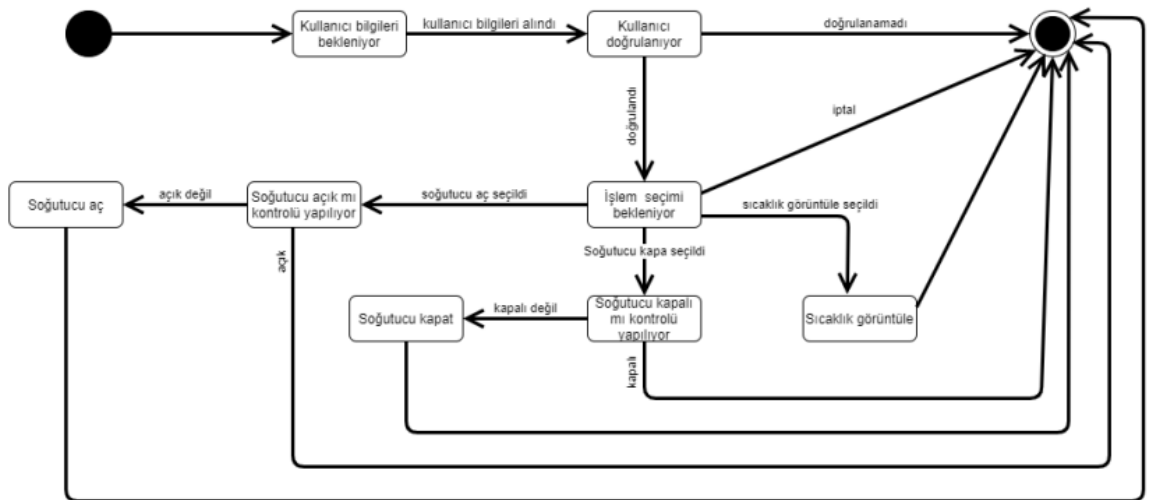 Kullanıcı bilgileri
bekleniyor
kullanıcı bilgileri alındı
Kullanıcı
doğrulanıyor
doğrulanamadı
doğrulandı
iptal
Soğutucu aç
açık değil
Soğutucu açık mı
kontrolü yapılıyor
soğutucu aç seçildi
İşlem seçimi
bekleniyor
sıcaklık görüntüle seçildi
açık
Soğutucu kapa seçildi
Soğutucu kapat
kapalı değil
Soğutucu kapalı
mı kontrolü
yapılıyor
Sıcaklık görüntüle
kapalı